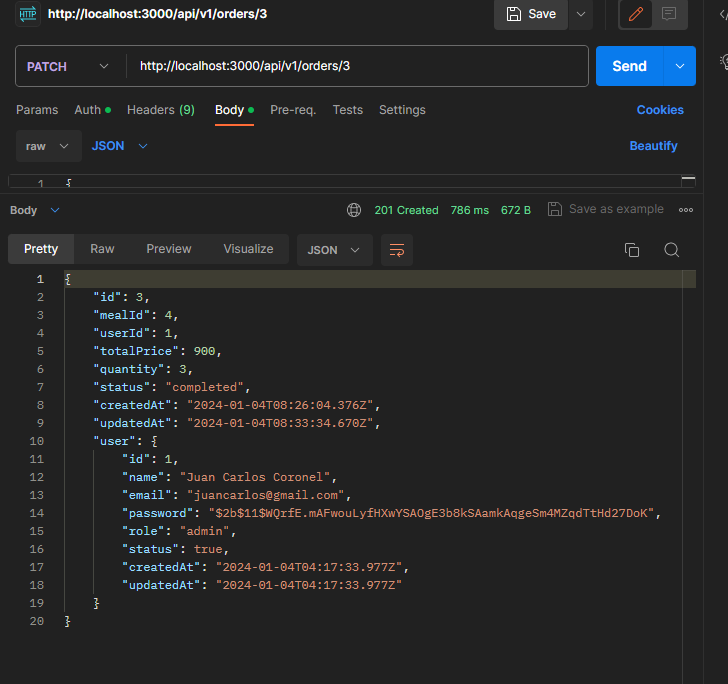 HTTP http://localhost:3000/api/v1/orders/3 Save
PATCH http://localhost:3000/api/v1/orders/3 Send
Params Auth Headers (9) Body Pre-req. Tests Settings Cookies
raw JSON Beautify
1 {
Body 201 Created 786 ms 672 B Save as example
Pretty Raw Preview Visualize JSON
1 {
2 "id": 3,
3 "mealId": 4,
4 "userId": 1,
5 "totalPrice": 900,
6 "quantity": 3,
7 "status": "completed",
8 "createdAt": "2024-01-04T08:26:04.376Z",
9 "updatedAt": "2024-01-04T08:33:34.670Z",
10 "user": {
11 "id": 1,
12 "name": "Juan Carlos Coronel",
13 "email": "juancarlos@gmail.com",
14 "password": "$2b$11$WQrfE.mAFwouLyfHXwYSAOgE3b8kSAamkAqgeSm4MZqdTtHd27DoK",
15 "role": "admin",
16 "status": true,
17 "createdAt": "2024-01-04T04:17:33.977Z",
18 "updatedAt": "2024-01-04T04:17:33.977Z"
19 }
20 }